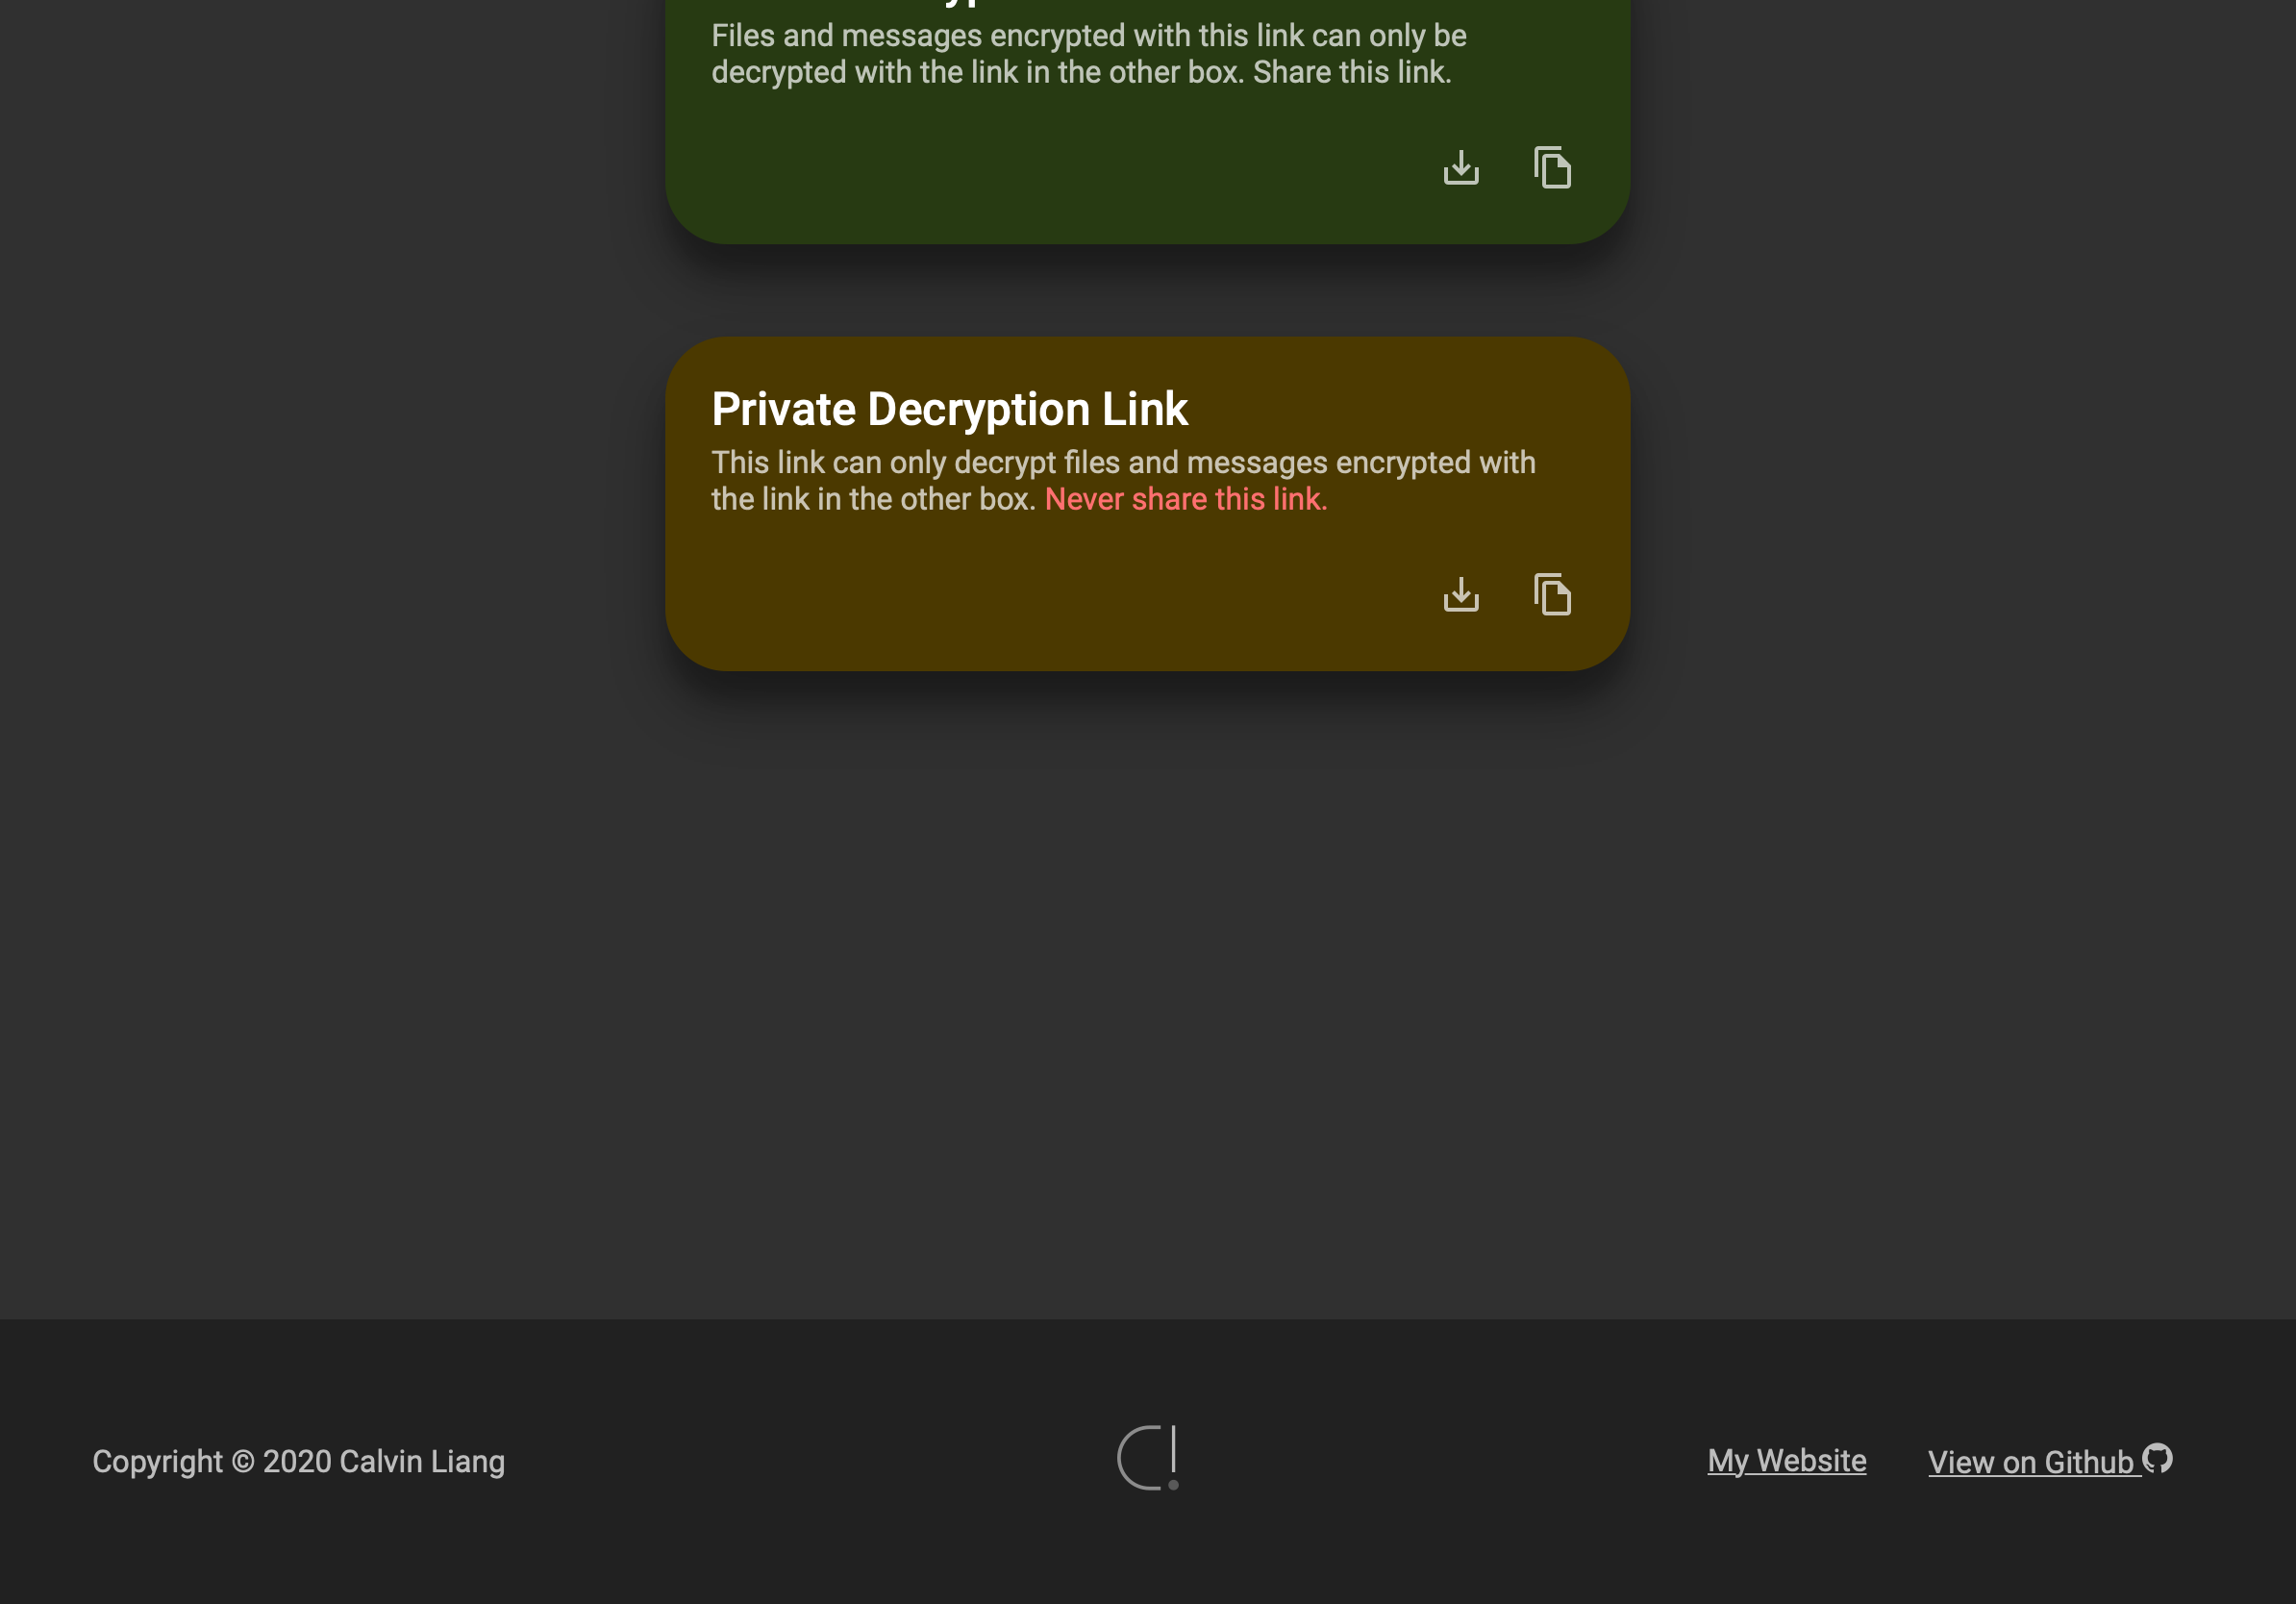 Files and messages encrypted with this link can only be
decrypted with the link in the other box. Share this link.
Private Decryption Link
This link can only decrypt files and messages encrypted with
the link in the other box. Never share this link.
Copyright © 2020 Calvin Liang
My Website
View on Github